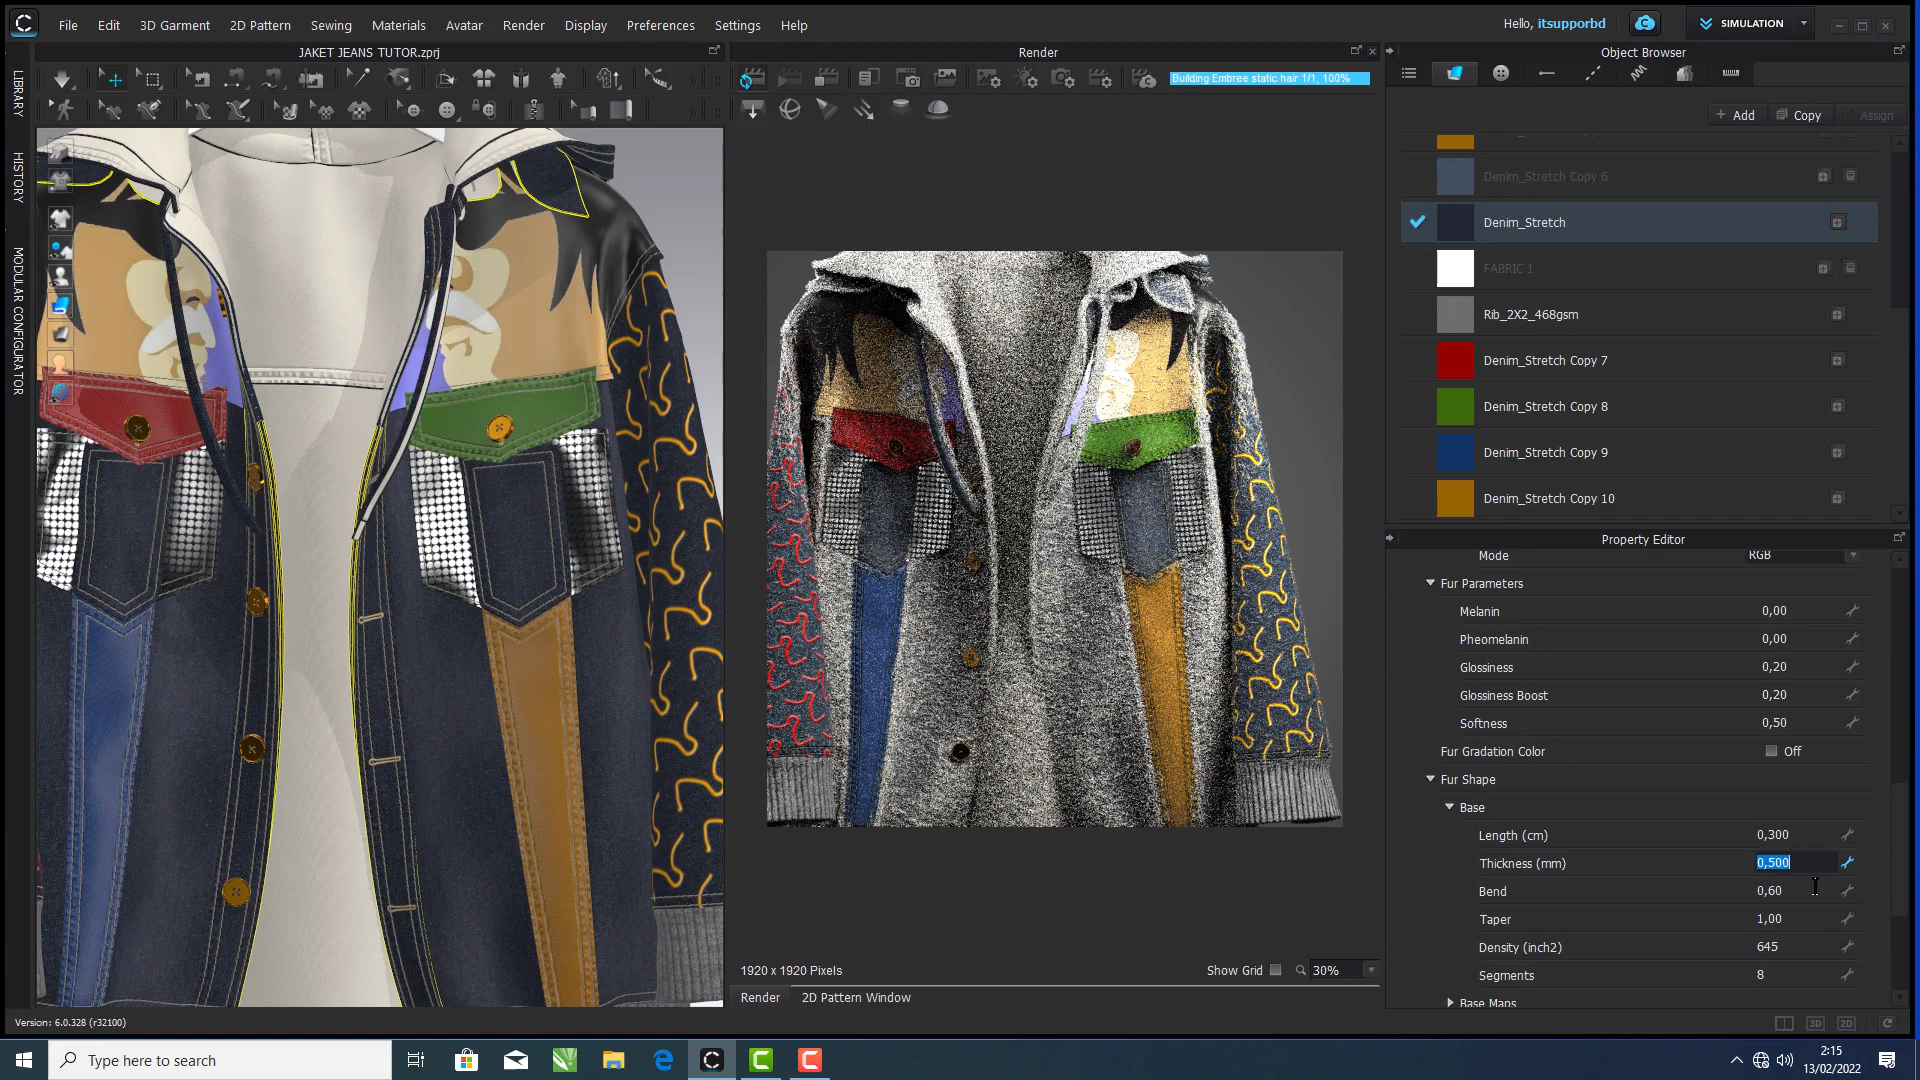 File Edit 3D Garment 2D Pattern Sewing Materials Avatar Render Display Preferences Settings Help
Hello, itsupporbd
SIMULATION
JAKET JEANS TUTOR.zprj
Render
Object Browser
LIBRARY
HISTORY
MODULAR CONFIGURATOR
Building Embree static hair 1/1, 100%
Add
Copy
Assign
Denim_Stretch Copy 6
Denim_Stretch
FABRIC 1
Rib_2X2_468gsm
Denim_Stretch Copy 7
Denim_Stretch Copy 8
Denim_Stretch Copy 9
Denim_Stretch Copy 10
Property Editor
Mode RGB
Fur Parameters
Melanin 0,00
Pheomelanin 0,00
Glossiness 0,20
Glossiness Boost 0,20
Softness 0,50
Fur Gradation Color Off
Fur Shape
Base
Length (cm) 0,300
Thickness (mm) 0,500
Bend 0,60
Taper 1,00
Density (inch2) 645
Segments 8
Base Maps
1920 x 1920 Pixels
Show Grid
30%
Render
2D Pattern Window
Version: 6.0.328 (r32100)
3D
2D
Type here to search
2:15
13/02/2022